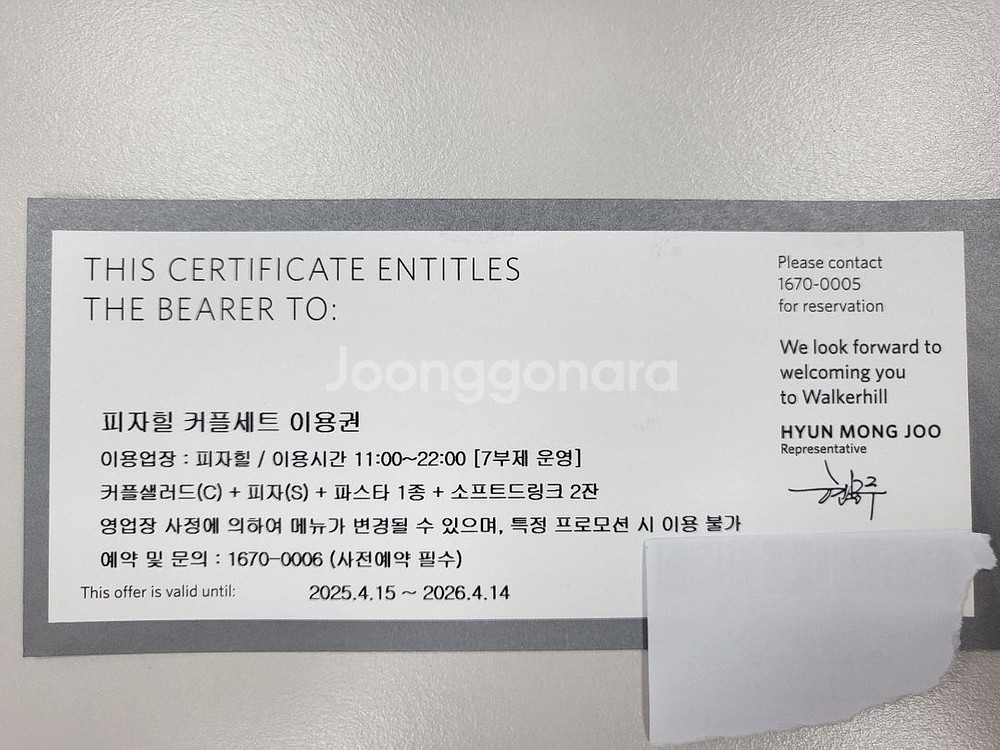 THIS CERTIFICATE ENTITLES
THE BEARER TO:
Joonggonara
피자힐 커플세트 이용권
이용업장 : 피자힐 / 이용시간 11:00~22:00 [7부제 운영]
커플샐러드(C) + 피자(S) + 파스타 1종 + 소프트드링크 2잔
영업장 사정에 의하여 메뉴가 변경될 수 있으며, 특정 프로모션 시 이용 불가
예약 및 문의 : 1670-0006 (사전예약 필수)
This offer is valid until: 2025.4.15 ~ 2026.4.14
Please contact
1670-0005
for reservation
We look forward to
welcoming you
to Walkerhill
HYUN MONG JOO
Representative
현몽주